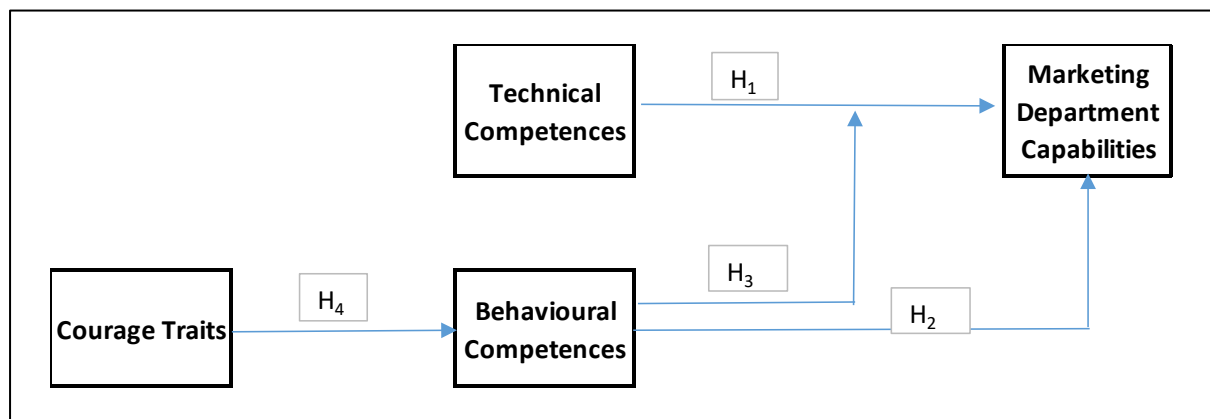 Technical
Competences
H₁
Marketing
Department
Capabilities
Courage Traits
H₄
Behavioural
Competences
H₃
H₂